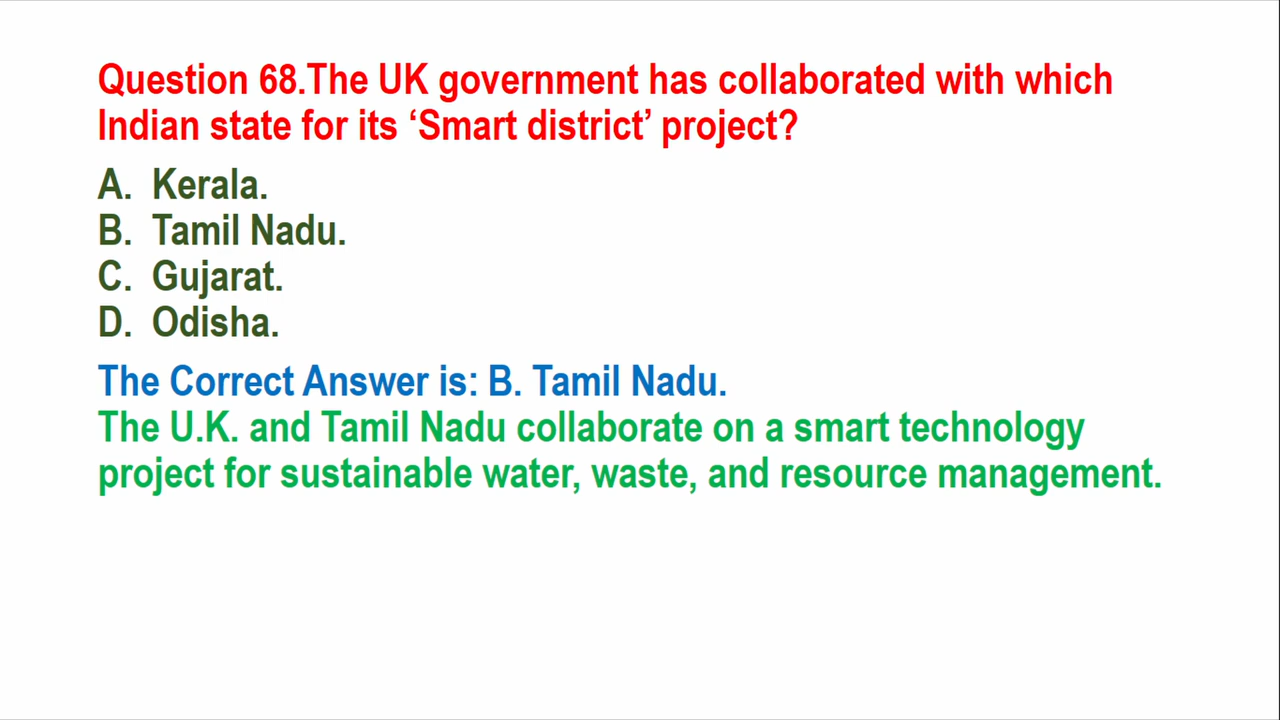 Question 68.The UK government has collaborated with which
Indian state for its ‘Smart district’ project?
A. Kerala.
B. Tamil Nadu.
C. Gujarat.
D. Odisha.
The Correct Answer is: B. Tamil Nadu.
The U.K. and Tamil Nadu collaborate on a smart technology
project for sustainable water, waste, and resource management.